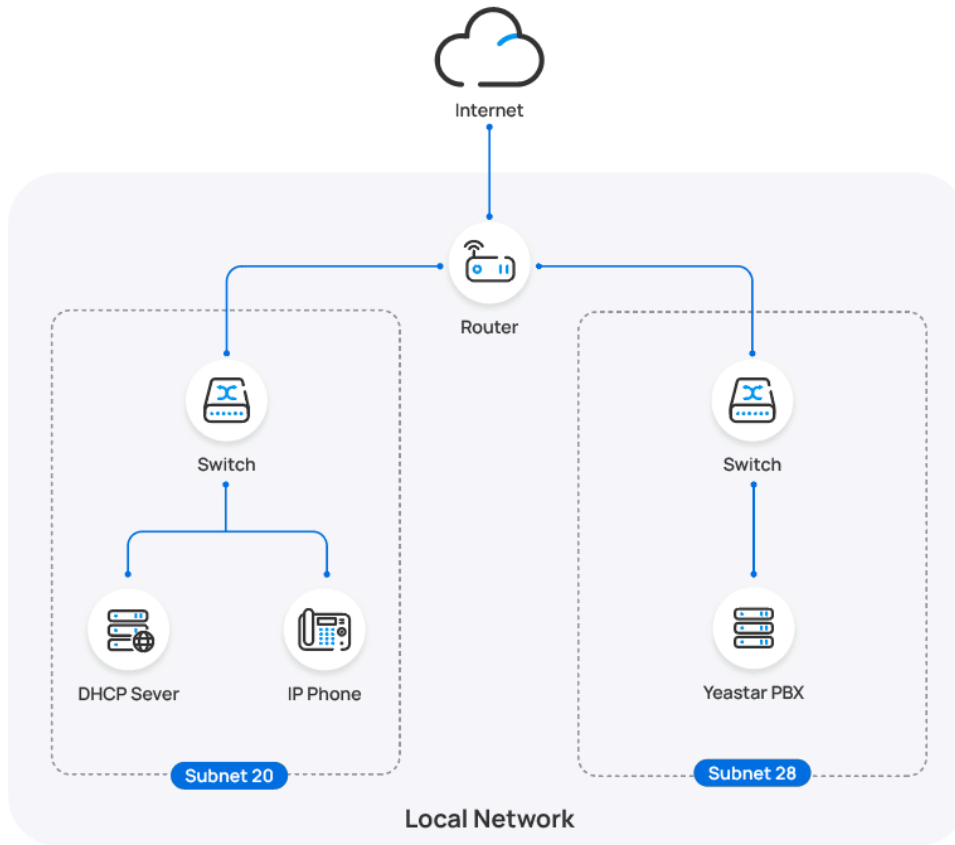 Internet
Router
Switch
Switch
DHCP Sever
IP Phone
Yeastar PBX
Subnet 20
Subnet 28
Local Network